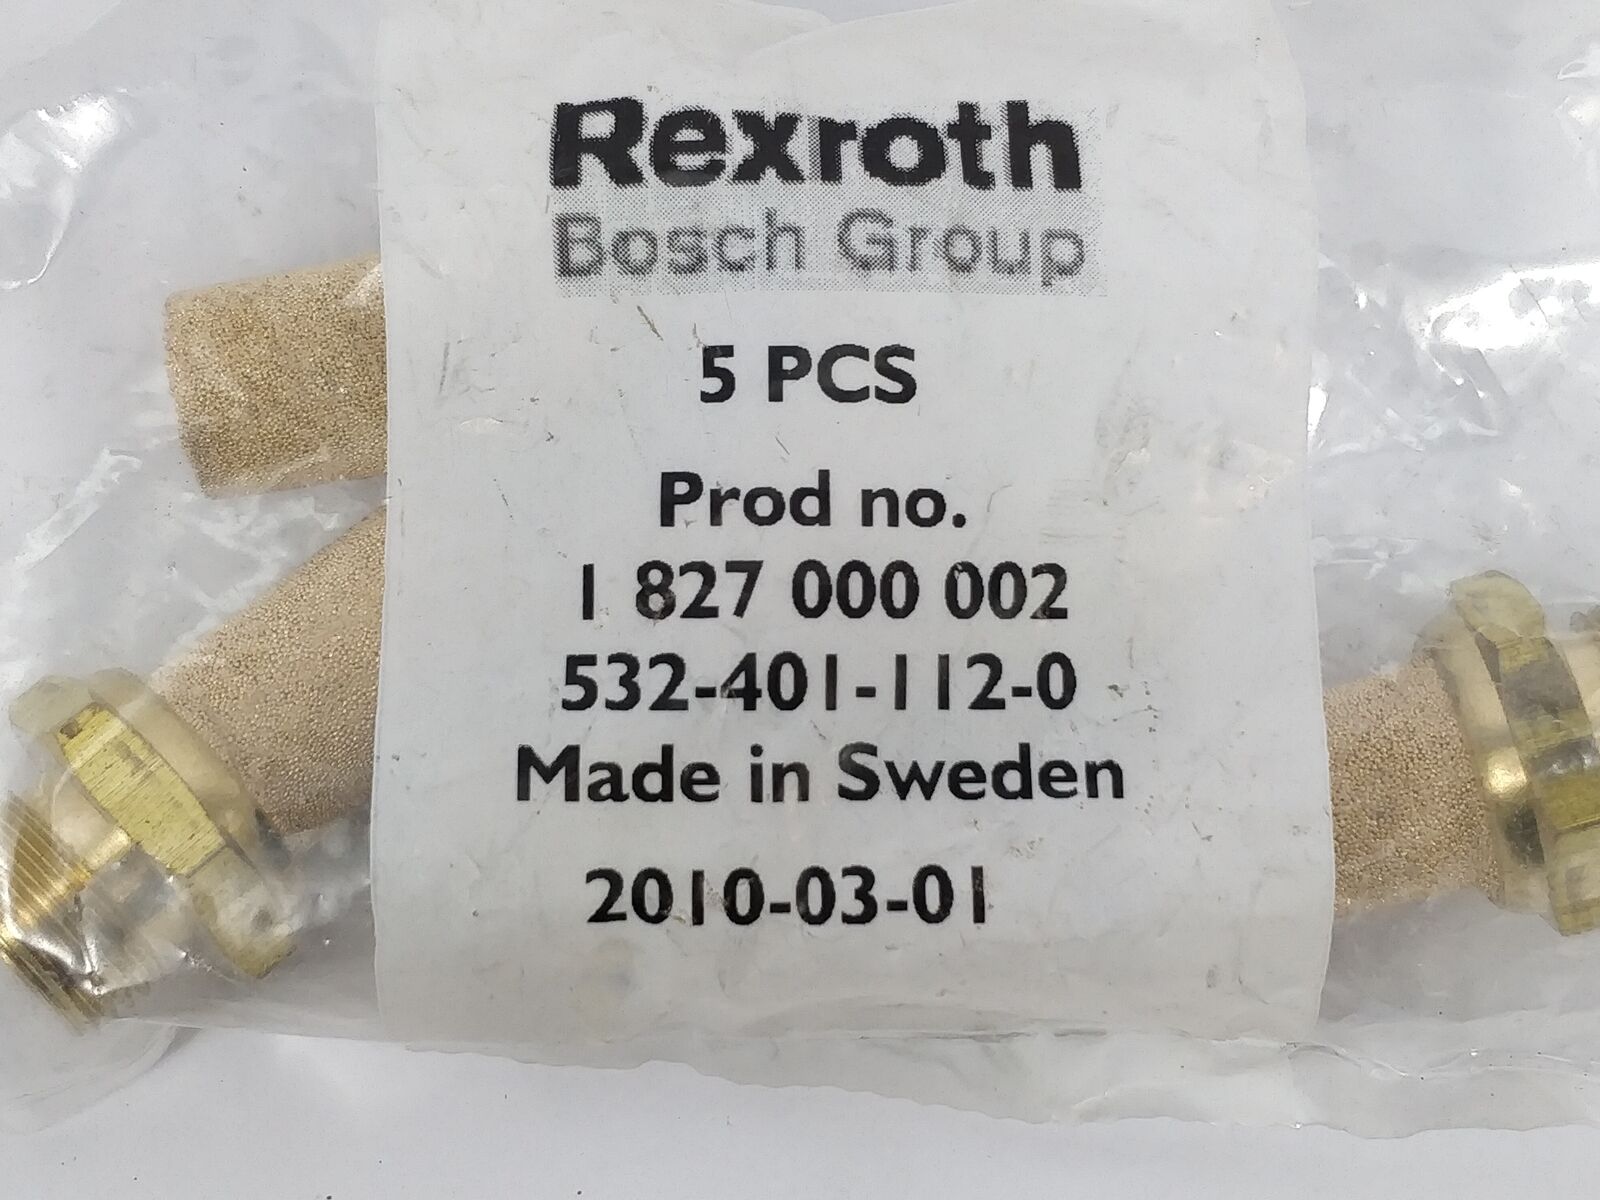 Rexroth
Bosch Group
5 PCS
Prod no.
1 827 000 002
532-401-112-0
Made in Sweden
2010-03-01